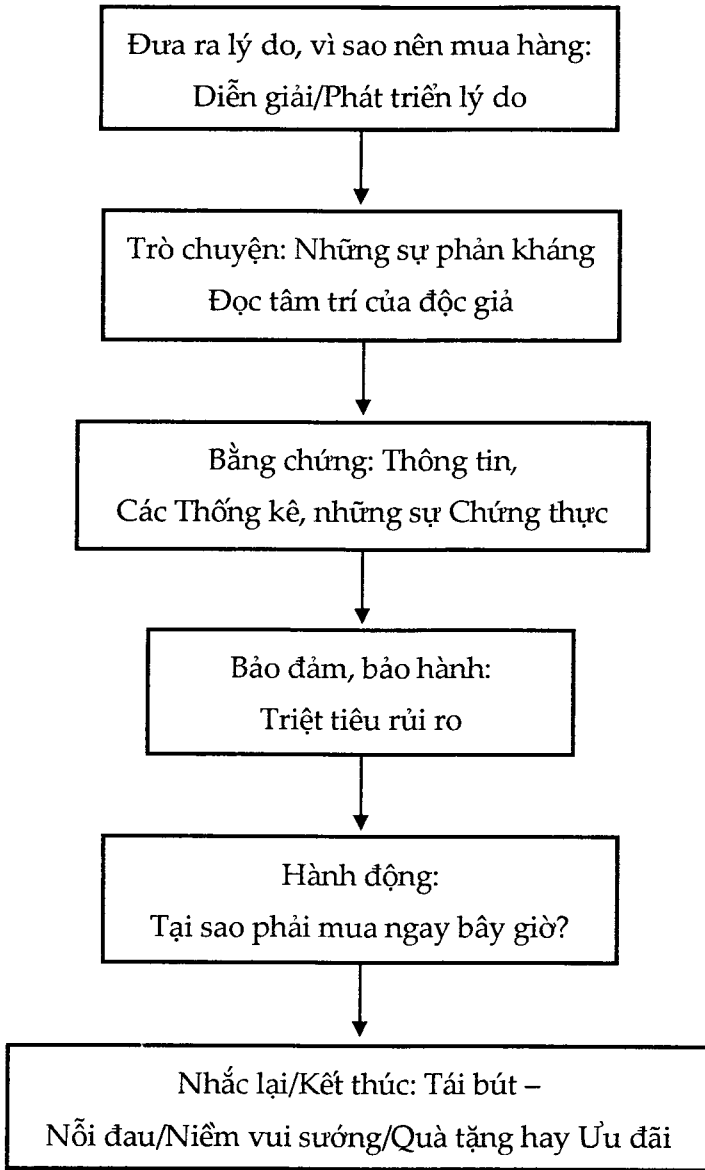 Đưa ra lý do, vì sao nên mua hàng:
Diễn giải/Phát triển lý do
Trò chuyện: Những sự phản kháng
Đọc tâm trí của độc giả
Bằng chứng: Thông tin,
Các Thống kê, những sự Chứng thực
Bảo đảm, bảo hành:
Triệt tiêu rủi ro
Hành động:
Tại sao phải mua ngay bây giờ?
Nhắc lại/Kết thúc: Tái bút –
Nỗi đau/Niềm vui sướng/Quà tặng hay Ưu đãi